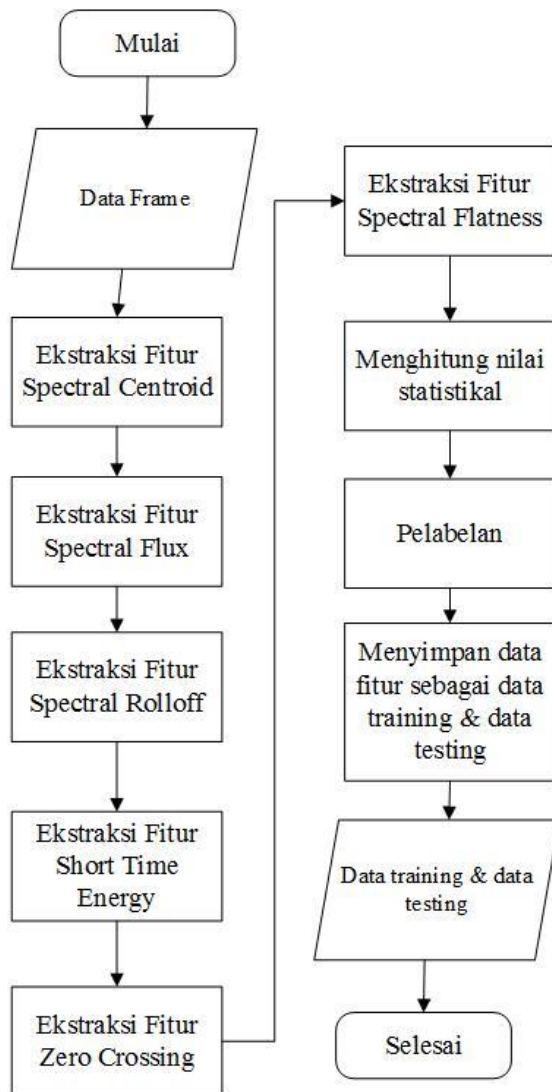 Mulai
Data Frame
Ekstraksi Fitur
Spectral Centroid
Ekstraksi Fitur
Spectral Flux
Ekstraksi Fitur
Spectral Rolloff
Ekstraksi Fitur
Short Time
Energy
Ekstraksi Fitur
Zero Crossing
Ekstraksi Fitur
Spectral Flatness
Menghitung nilai
statistikal
Pelabelan
Menyimpan data
fitur sebagai data
training & data
testing
Data training & data
testing
Selesai